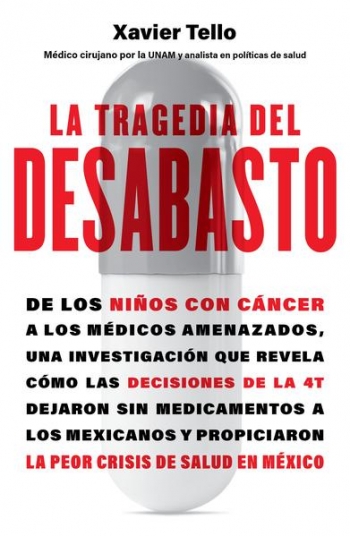 Xavier Tello
Médico cirujano por la UNAM y analista en políticas de salud
LA TRAGEDIA DEL
DESABASTO
DE LOS NIÑOS CON CÁNCER
A LOS MÉDICOS AMENAZADOS,
UNA INVESTIGACIÓN QUE REVELA
CÓMO LAS DECISIONES DE LA 4T
DEJARON SIN MEDICAMENTOS A
LOS MEXICANOS Y PROPICIARON
LA PEOR CRISIS DE SALUD EN MÉXICO